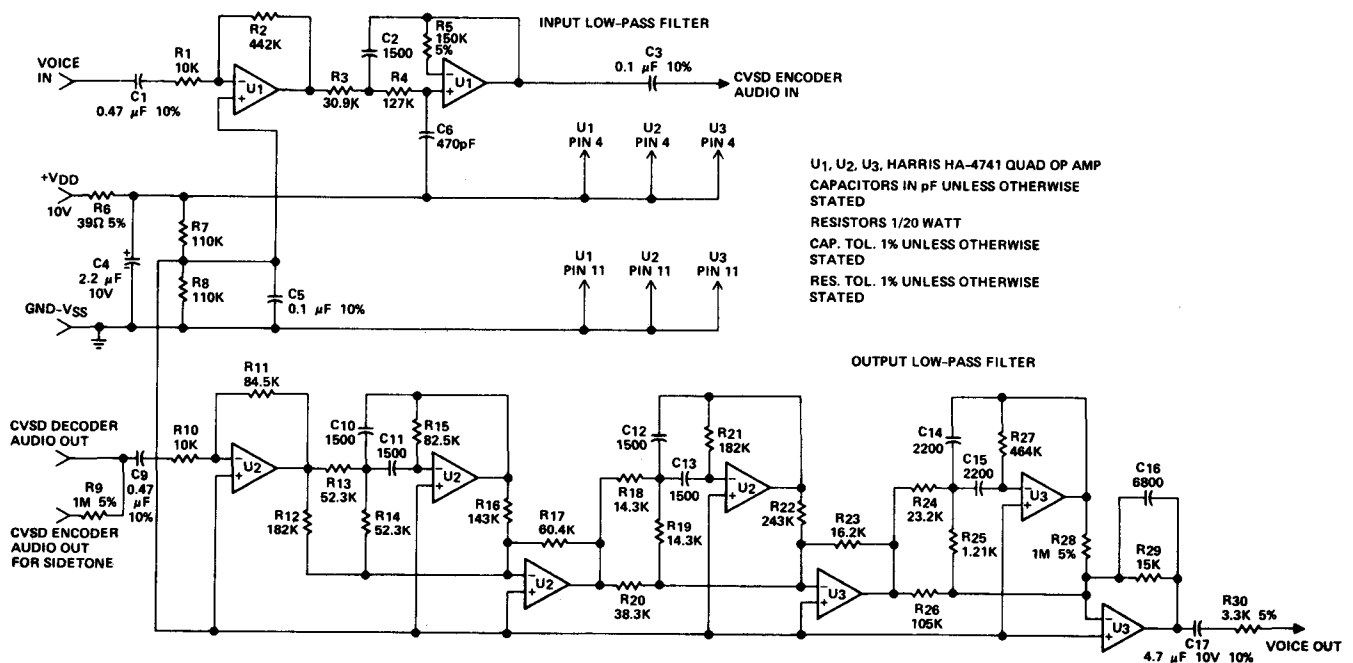 INPUT LOW-PASS FILTER
R2
442K
VOICE
IN
C1
0.47 µF 10%
R1
10K
U1
R3
30.9K
C2
1500
R4
127K
R5
150K
5%
U1
C6
470pF
C3
0.1 µF 10%
CVSD ENCODER
AUDIO IN
U1
PIN 4
U2
PIN 4
U3
PIN 4
+VDD
10V
R6
39Ω 5%
C4
2.2 µF
10V
+
R7
110K
R8
110K
C5
0.1 µF 10%
GND-VSS
U1
PIN 11
U2
PIN 11
U3
PIN 11
U1, U2, U3, HARRIS HA-4741 QUAD OP AMP
CAPACITORS IN pF UNLESS OTHERWISE
STATED
RESISTORS 1/20 WATT
CAP. TOL. 1% UNLESS OTHERWISE
STATED
RES. TOL. 1% UNLESS OTHERWISE
STATED
OUTPUT LOW-PASS FILTER
CVSD DECODER
AUDIO OUT
R9
1M 5%
CVSD ENCODER
AUDIO OUT
FOR SIDETONE
C9
0.47
µF
10%
R10
10K
R11
84.5K
U2
R12
182K
R13
52.3K
C10
1500
C11
1500
R14
52.3K
R15
82.5K
U2
R16
143K
R17
60.4K
U2
R18
14.3K
C12
1500
C13
1500
R19
14.3K
R20
38.3K
R21
182K
U2
R22
243K
R23
16.2K
U3
R24
23.2K
C14
2200
C15
2200
R25
1.21K
R26
105K
R27
464K
U3
R28
1M 5%
C16
6800
R29
15K
U3
C17
4.7 µF 10V 10%
R30
3.3K 5%
VOICE OUT